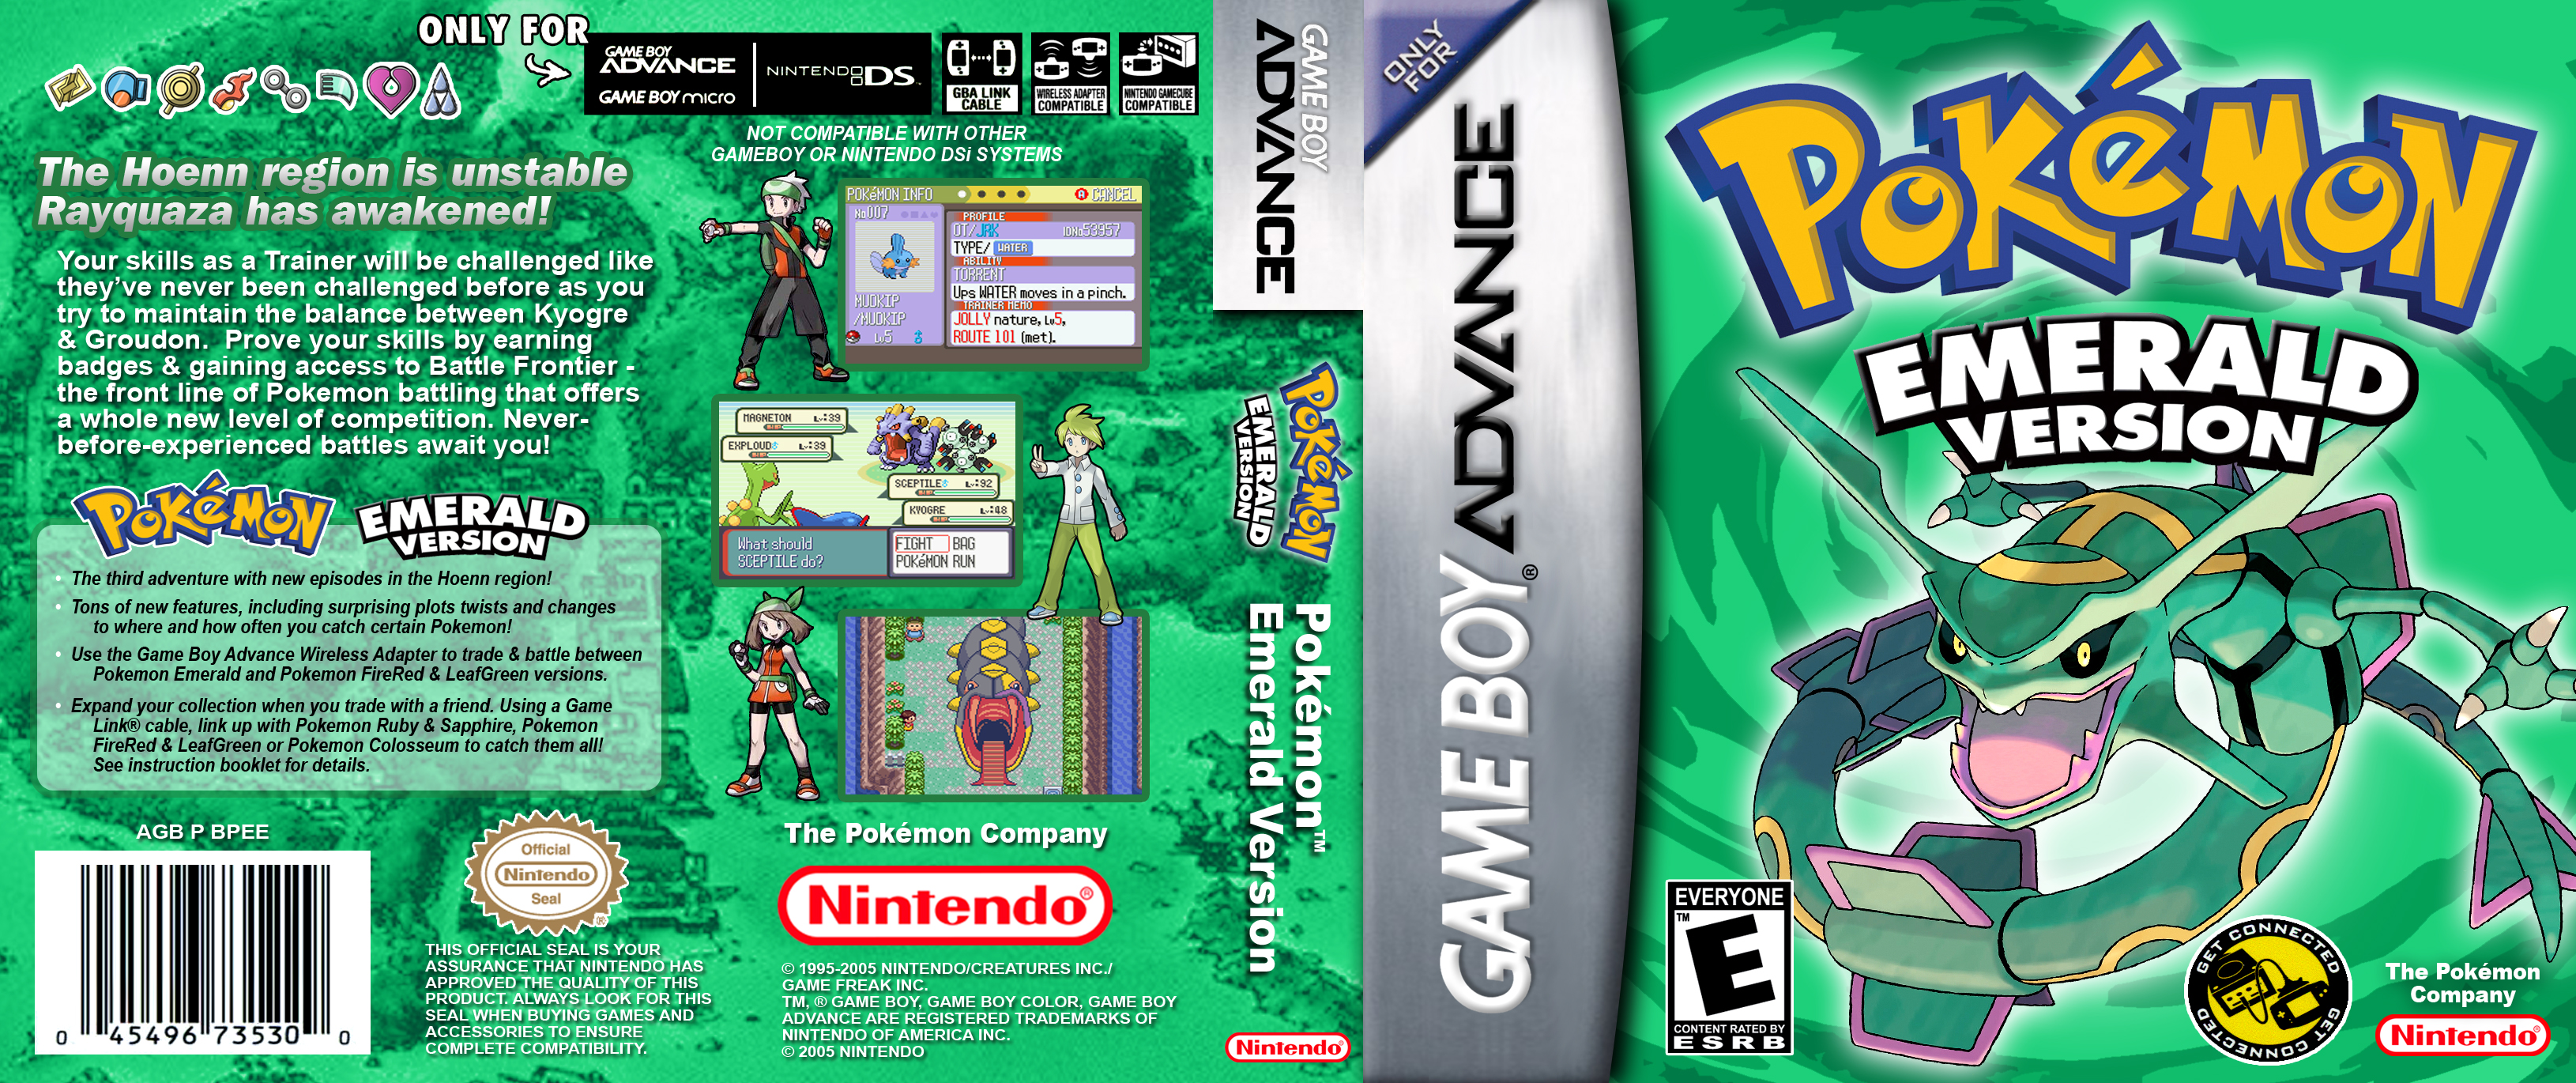 ONLY FOR
GAME BOY
ADVANCE
GAME BOY micro
NINTENDO DS™
GBA LINK
CABLE
WIRELESS ADAPTER
COMPATIBLE
NINTENDO GAMECUBE
COMPATIBLE
NOT COMPATIBLE WITH OTHER
GAMEBOY OR NINTENDO DSi SYSTEMS
The Hoenn region is unstable
Rayquaza has awakened!
Your skills as a Trainer will be challenged like
they've never been challenged before as you
try to maintain the balance between Kyogre
& Groudon.  Prove your skills by earning
badges & gaining access to Battle Frontier -
the front line of Pokemon battling that offers
a whole new level of competition. Never-
before-experienced battles await you!
POKéMON INFO
CANCEL
No007
PROFILE
OT/JRK
IDNo53957
TYPE/ WATER
ABILITY
TORRENT
Ups WATER moves in a pinch.
TRAINER MEMO
JOLLY nature, Lv5,
ROUTE 101 (met).
MUDKIP
/MUDKIP
Lv5 ♂
MAGNETON Lv:39
EXPLOUD♂ Lv:39
SCEPTILE♂ Lv:92
KYOGRE Lv:48
What should
SCEPTILE do?
FIGHT BAG
POKéMON RUN
POKéMON
EMERALD
VERSION
• The third adventure with new episodes in the Hoenn region!
• Tons of new features, including surprising plots twists and changes
to where and how often you catch certain Pokemon!
• Use the Game Boy Advance Wireless Adapter to trade & battle between
Pokemon Emerald and Pokemon FireRed & LeafGreen versions.
• Expand your collection when you trade with a friend. Using a Game
Link® cable, link up with Pokemon Ruby & Sapphire, Pokemon
FireRed & LeafGreen or Pokemon Colosseum to catch them all!
See instruction booklet for details.
AGB P BPEE
0 45496 73530 0
Official
Nintendo
Seal
®
THIS OFFICIAL SEAL IS YOUR
ASSURANCE THAT NINTENDO HAS
APPROVED THE QUALITY OF THIS
PRODUCT. ALWAYS LOOK FOR THIS
SEAL WHEN BUYING GAMES AND
ACCESSORIES TO ENSURE
COMPLETE COMPATIBILITY.
The Pokémon Company
Nintendo®
© 1995-2005 NINTENDO/CREATURES INC./
GAME FREAK INC.
TM, ® GAME BOY, GAME BOY COLOR, GAME BOY
ADVANCE ARE REGISTERED TRADEMARKS OF
NINTENDO OF AMERICA INC.
© 2005 NINTENDO
GAME BOY
ADVANCE
POKéMON
EMERALD
VERSION
Pokémon™
Emerald Version
Nintendo®
ONLY
FOR
GAME BOY® ADVANCE
POKéMON
EMERALD
VERSION
EVERYONE
™
E
CONTENT RATED BY
ESRB
GET CONNECTED
GET CONNECTED
The Pokémon
Company
Nintendo®